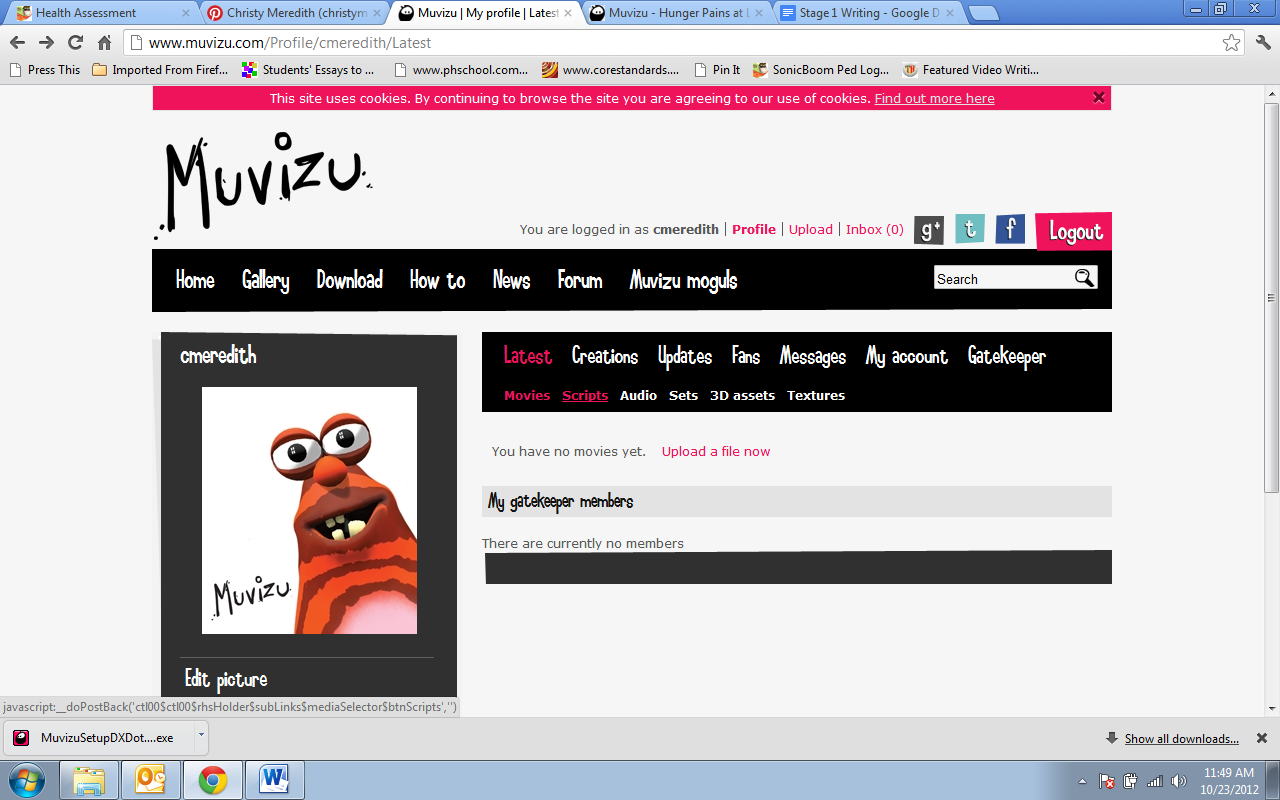 Health Assessment
Christy Meredith (christym
Muvizu | My profile | Latest
Muvizu - Hunger Pains at L
Stage 1 Writing - Google D
www.muvizu.com/Profile/cmeredith/Latest
Press This
Imported From Firef...
Students' Essays to ...
www.phschool.com...
www.corestandards....
Pin It
SonicBoom Ped Log...
Featured Video Writi...
This site uses cookies. By continuing to browse the site you are agreeing to our use of cookies. Find out more here
Muvizu
You are logged in as cmeredith | Profile | Upload | Inbox (0)
g+
t
f
Logout
Home Gallery Download How to News Forum Muvizu moguls
Search
cmeredith
Muvizu
Edit picture
Latest Creations Updates Fans Messages My account Gatekeeper
Movies Scripts Audio Sets 3D assets Textures
You have no movies yet. Upload a file now
My gatekeeper members
There are currently no members
javascript:__doPostBack('ctl00$ctl00$rhsHolder$subLinks$mediaSelector$btnScripts','')
MuvizuSetupDXDot....exe
Show all downloads...
11:49 AM
10/23/2012